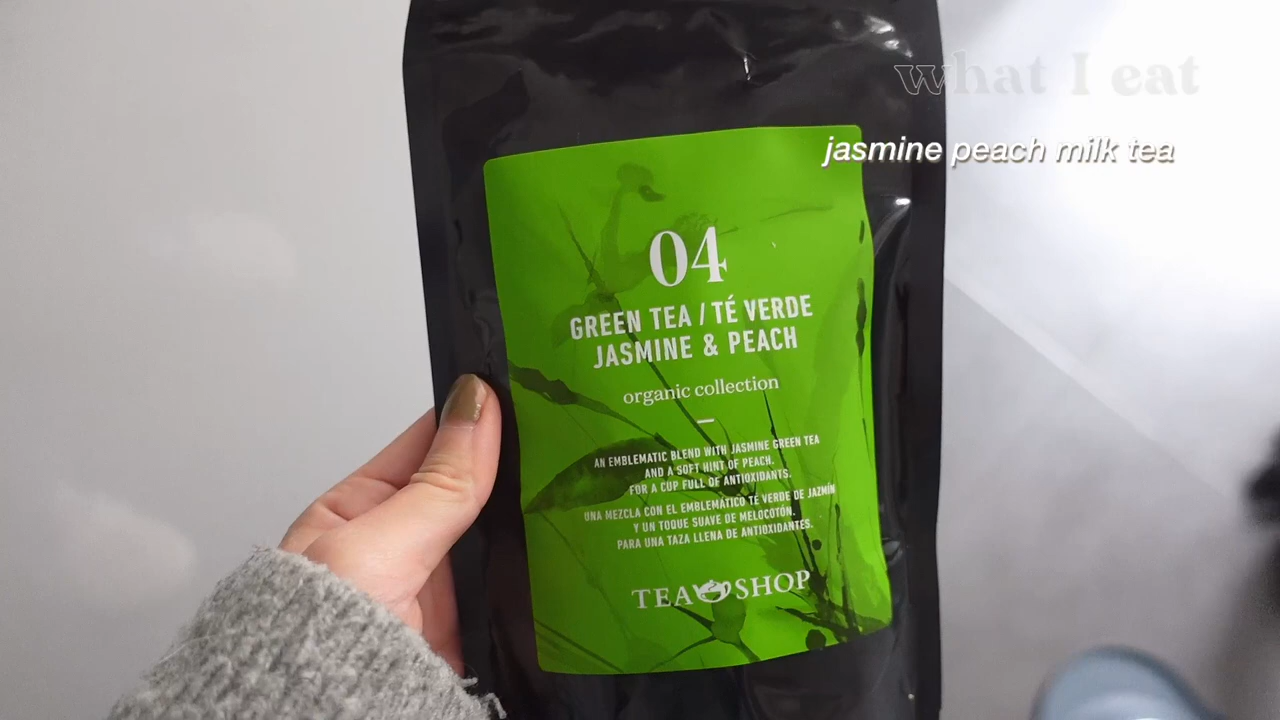 what I eat
jasmine peach milk tea
04
GREEN TEA / TÉ VERDE
JASMINE & PEACH
organic collection
AN EMBLEMATIC BLEND WITH JASMINE GREEN TEA
AND A SOFT HINT OF PEACH.
FOR A CUP FULL OF ANTIOXIDANTS.
UNA MEZCLA CON EL EMBLEMÁTICO TÉ VERDE DE JAZMÍN
Y UN TOQUE SUAVE DE MELOCOTÓN.
PARA UNA TAZA LLENA DE ANTIOXIDANTES.
TEA SHOP